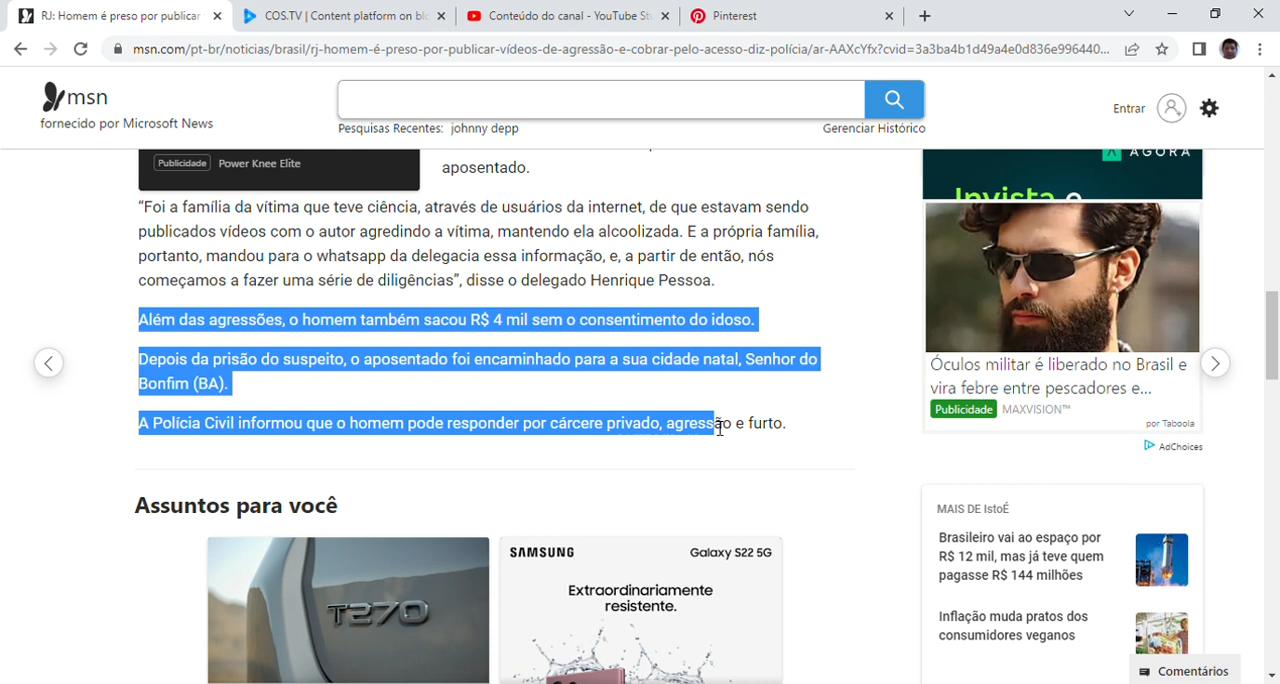 RJ: Homem é preso por publicar
COS.TV | Content platform on blo
Conteúdo do canal - YouTube St
Pinterest
msn.com/pt-br/noticias/brasil/rj-homem-é-preso-por-publicar-vídeos-de-agressão-e-cobrar-pelo-acesso-diz-polícia/ar-AAXcYfx?cvid=3a3ba4b1d49a4e0d836e996440...
msn
fornecido por Microsoft News
Pesquisas Recentes: johnny depp
Gerenciar Histórico
Entrar
Publicidade Power Knee Elite
aposentado.
“Foi a família da vítima que teve ciência, através de usuários da internet, de que estavam sendo
publicados vídeos com o autor agredindo a vítima, mantendo ela alcoolizada. E a própria família,
portanto, mandou para o whatsapp da delegacia essa informação, e, a partir de então, nós
começamos a fazer uma série de diligências”, disse o delegado Henrique Pessoa.
Além das agressões, o homem também sacou R$ 4 mil sem o consentimento do idoso.
Depois da prisão do suspeito, o aposentado foi encaminhado para a sua cidade natal, Senhor do
Bonfim (BA).
A Polícia Civil informou que o homem pode responder por cárcere privado, agressão e furto.
Assuntos para você
T270
SAMSUNG
Galaxy S22 5G
Extraordinariamente
resistente.
AGORA
Invista e
Óculos militar é liberado no Brasil e
vira febre entre pescadores e...
Publicidade MAXVISION™
por Taboola
AdChoices
MAIS DE IstoÉ
Brasileiro vai ao espaço por
R$ 12 mil, mas já teve quem
pagasse R$ 144 milhões
Inflação muda pratos dos
consumidores veganos
Comentários